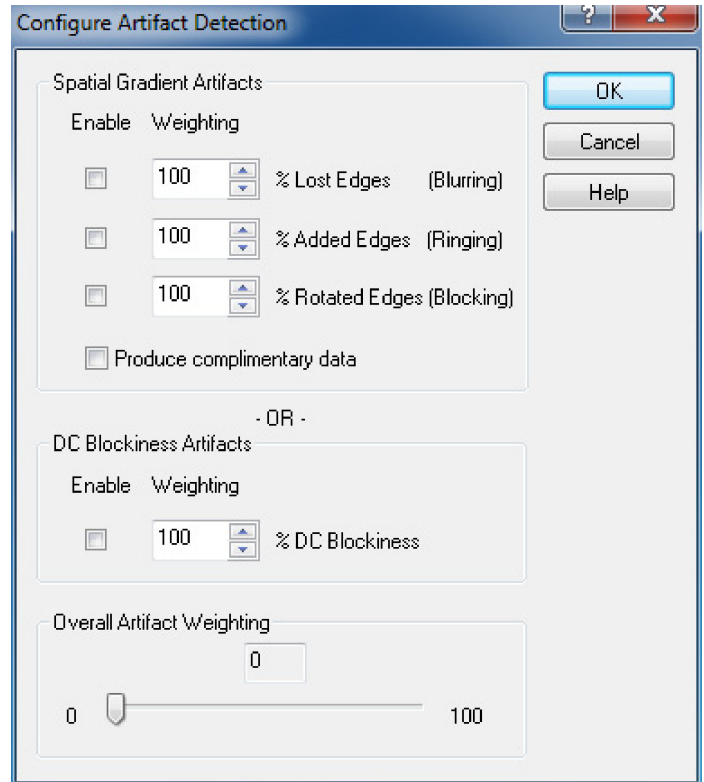 Configure Artifact Detection
? X
Spatial Gradient Artifacts
OK
Enable Weighting
Cancel
100 % Lost Edges (Blurring)
Help
100 % Added Edges (Ringing)
100 % Rotated Edges (Blocking)
Produce complimentary data
- OR -
DC Blockiness Artifacts
Enable Weighting
100 % DC Blockiness
Overall Artifact Weighting
0
0 100